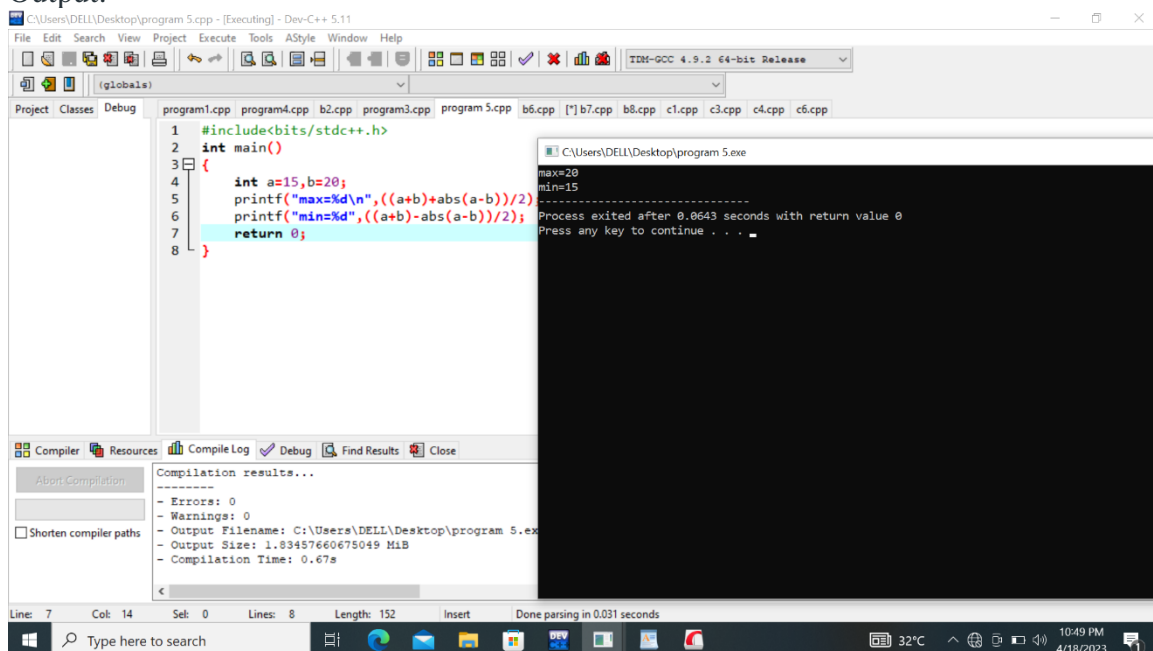 Output:
C:\Users\DELL\Desktop\program 5.cpp - [Executing] - Dev-C++ 5.11
File Edit Search View Project Execute Tools AStyle Window Help
TDM-GCC 4.9.2 64-bit Release
(globals)
Project Classes Debug program1.cpp program4.cpp b2.cpp program3.cpp program 5.cpp b6.cpp [*] b7.cpp b8.cpp c1.cpp c3.cpp c4.cpp c6.cpp
1 #include<bits/stdc++.h>
2 int main()
3 {
4 int a=15,b=20;
5 printf("max=%d\n",((a+b)+abs(a-b))/2);
6 printf("min=%d",((a+b)-abs(a-b))/2);
7 return 0;
8 }
C:\Users\DELL\Desktop\program 5.exe
max=20
min=15
--------------------------------
Process exited after 0.0643 seconds with return value 0
Press any key to continue . . .
Compiler Resources Compile Log Debug Find Results Close
Abort Compilation
Shorten compiler paths
Compilation results...
--------
- Errors: 0
- Warnings: 0
- Output Filename: C:\Users\DELL\Desktop\program 5.ex
- Output Size: 1.83457660675049 MiB
- Compilation Time: 0.67s
Line: 7 Col: 14 Sel: 0 Lines: 8 Length: 152 Insert Done parsing in 0.031 seconds
Type here to search
DEV
32°C
10:49 PM
4/18/2023
1